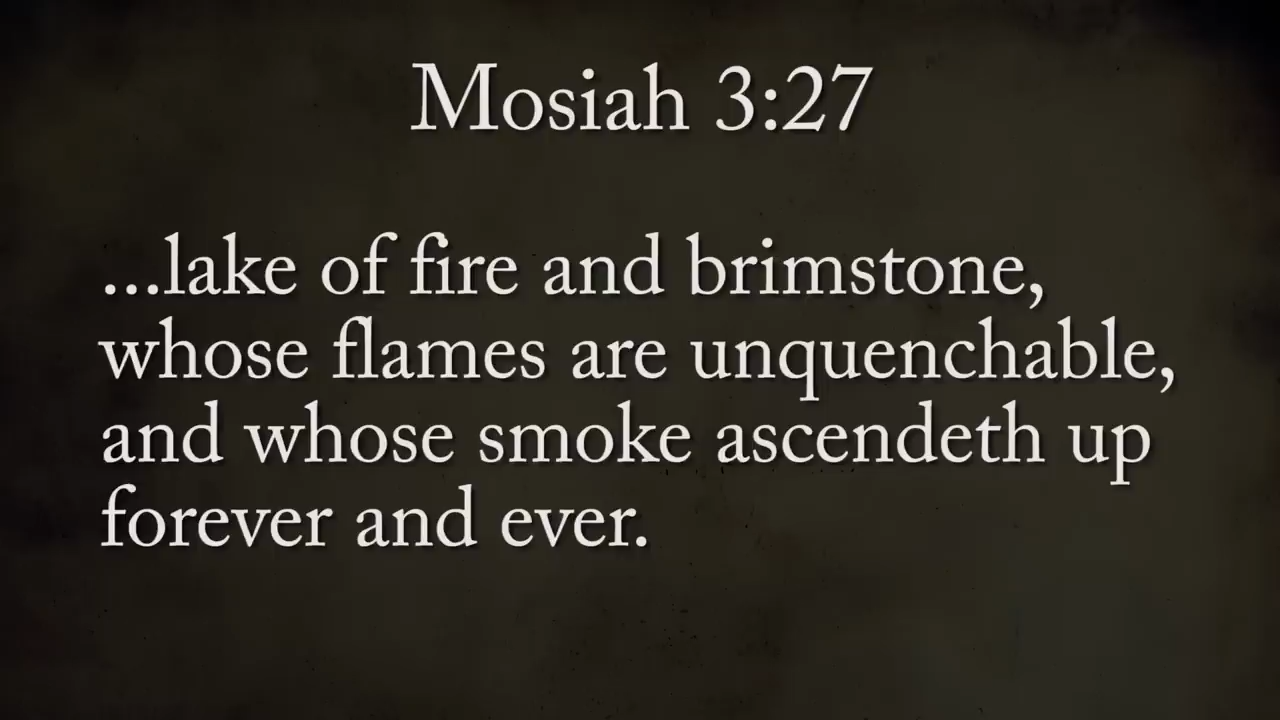 Mosiah 3:27
...lake of fire and brimstone,
whose flames are unquenchable,
and whose smoke ascendeth up
forever and ever.